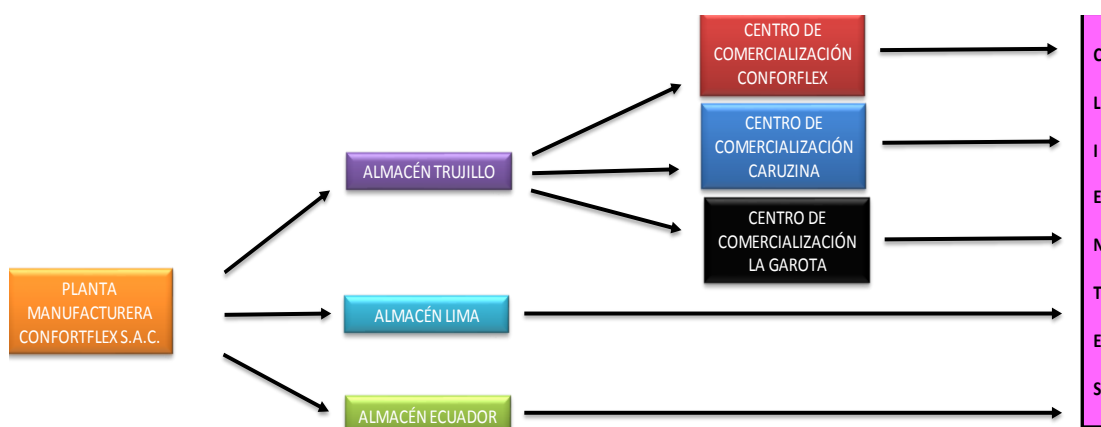 CENTRO DE
COMERCIALIZACIÓN
CONFORFLEX
CENTRO DE
COMERCIALIZACIÓN
CARUZINA
ALMACÉN TRUJILLO
CENTRO DE
COMERCIALIZACIÓN
LA GAROTA
PLANTA
MANUFACTURERA
CONFORTFLEX S.A.C.
ALMACÉN LIMA
ALMACÉN ECUADOR
C
L
I
E
N
T
E
S